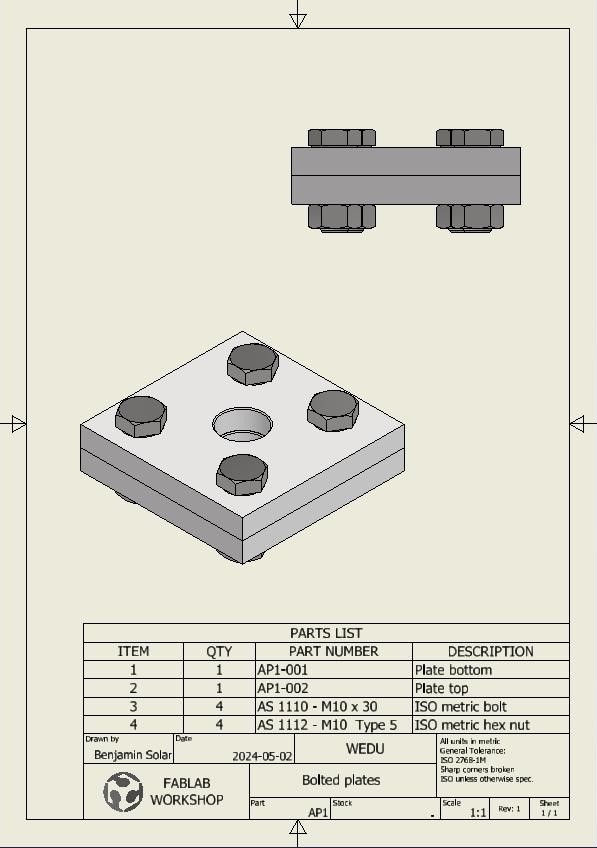 PARTS LIST
ITEM QTY PART NUMBER DESCRIPTION
1 1 AP1-001 Plate bottom
2 1 AP1-002 Plate top
3 4 AS 1110 - M10 x 30 ISO metric bolt
4 4 AS 1112 - M10 Type 5 ISO metric hex nut
Drawn by
Benjamin Solar
Date
2024-05-02
WEDU
All units in metric
General Tolerance:
ISO 2768-1M
Sharp corners broken
ISO unless otherwise spec.
FABLAB
WORKSHOP
Bolted plates
Part
AP1
Stock
-
Scale
1:1
Rev: 1
Sheet
1 / 1